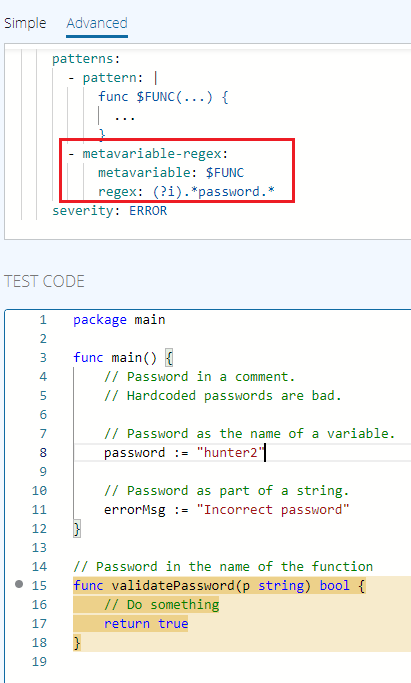 Simple Advanced
patterns:
- pattern: |
func $FUNC(...) {
...
}
- metavariable-regex:
metavariable: $FUNC
regex: (?i).*password.*
severity: ERROR
TEST CODE
1 package main
2
3 func main() {
4 // Password in a comment.
5 // Hardcoded passwords are bad.
6
7 // Password as the name of a variable.
8 password := "hunter2"
9
10 // Password as part of a string.
11 errorMsg := "Incorrect password"
12 }
13
14 // Password in the name of the function
15 func validatePassword(p string) bool {
16 // Do something
17 return true
18 }
19